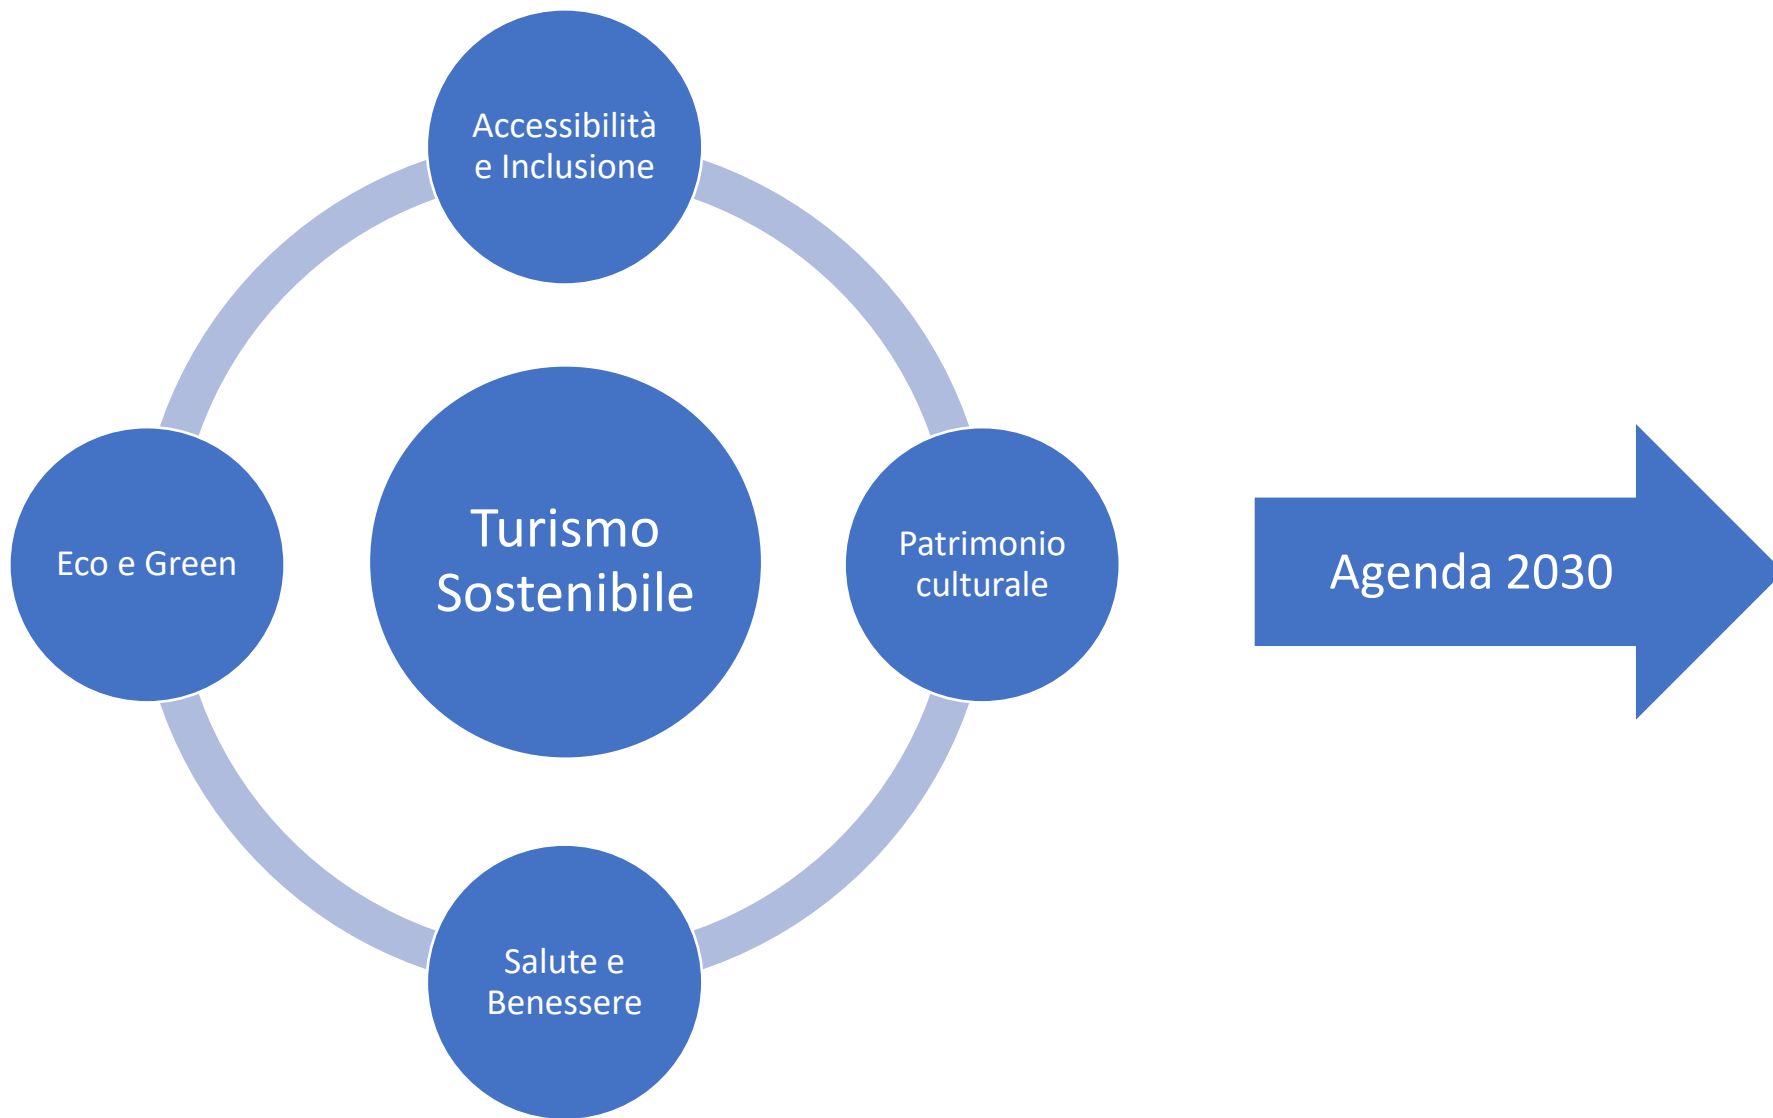 Accessibilità
e Inclusione
Eco e Green
Turismo
Sostenibile
Patrimonio
culturale
Agenda 2030
Salute e
Benessere